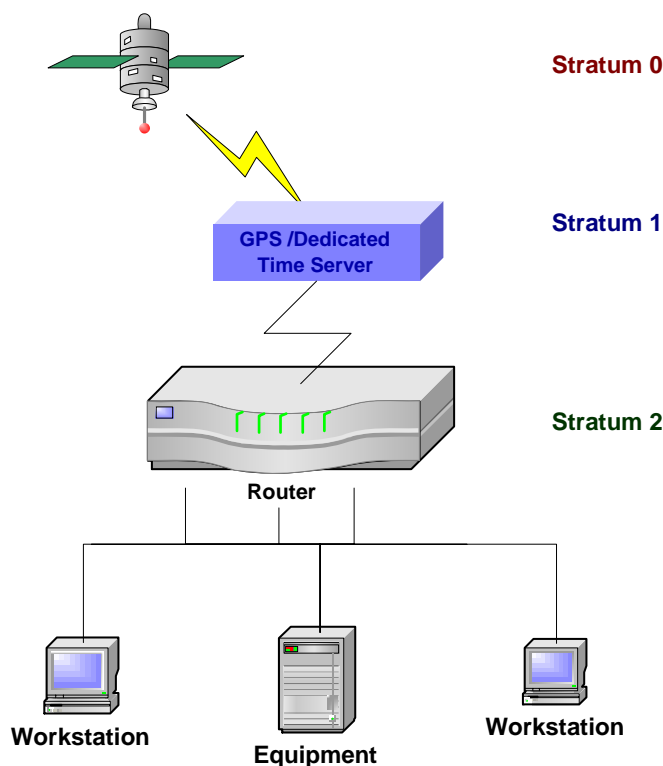 Stratum 0
Stratum 1
GPS /Dedicated
Time Server
Stratum 2
Router
Workstation
Equipment
Workstation